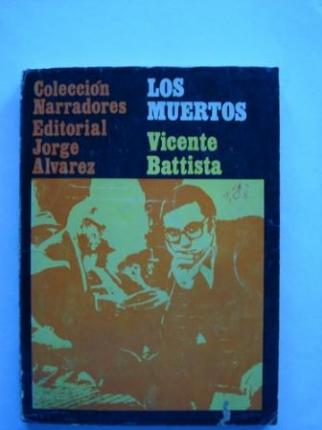 Colección
Narradores
Editorial
Jorge
Alvarez
LOS
MUERTOS
Vicente
Battista